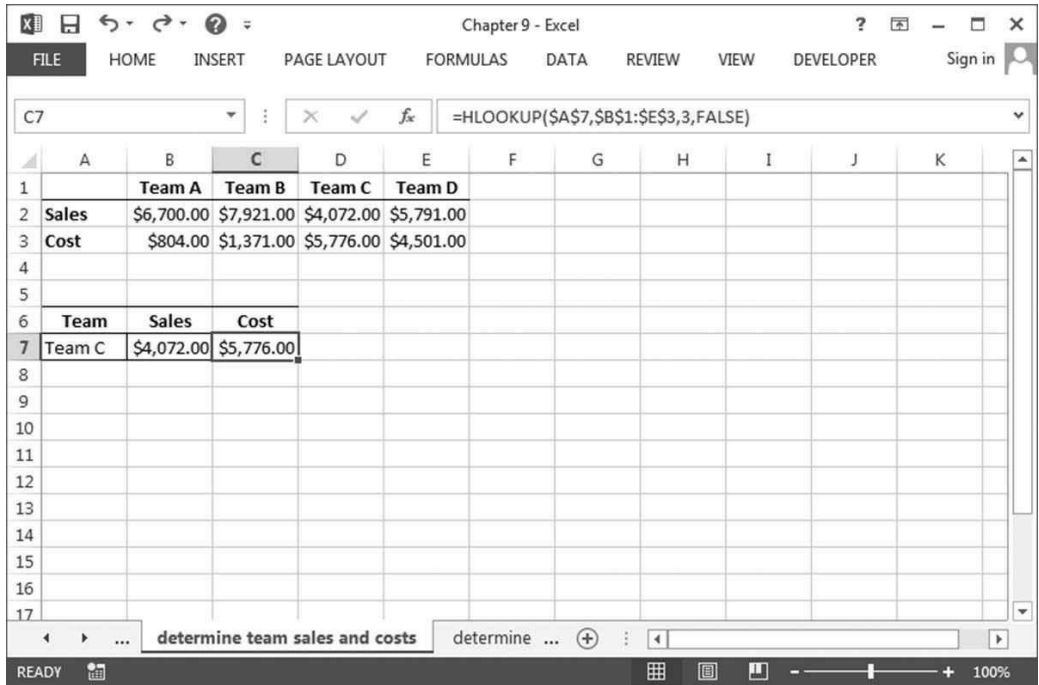 Chapter 9 - Excel ?
FILE HOME INSERT PAGE LAYOUT FORMULAS DATA REVIEW VIEW DEVELOPER Sign in
C7 fx =HLOOKUP($A$7,$B$1:$E$3,3,FALSE)
A B C D E F G H I J K
1 Team A Team B Team C Team D
2 Sales $6,700.00 $7,921.00 $4,072.00 $5,791.00
3 Cost $804.00 $1,371.00 $5,776.00 $4,501.00
4
5
6 Team Sales Cost
7 Team C $4,072.00 $5,776.00
8
9
10
11
12
13
14
15
16
17
... determine team sales and costs determine ...
READY 100%